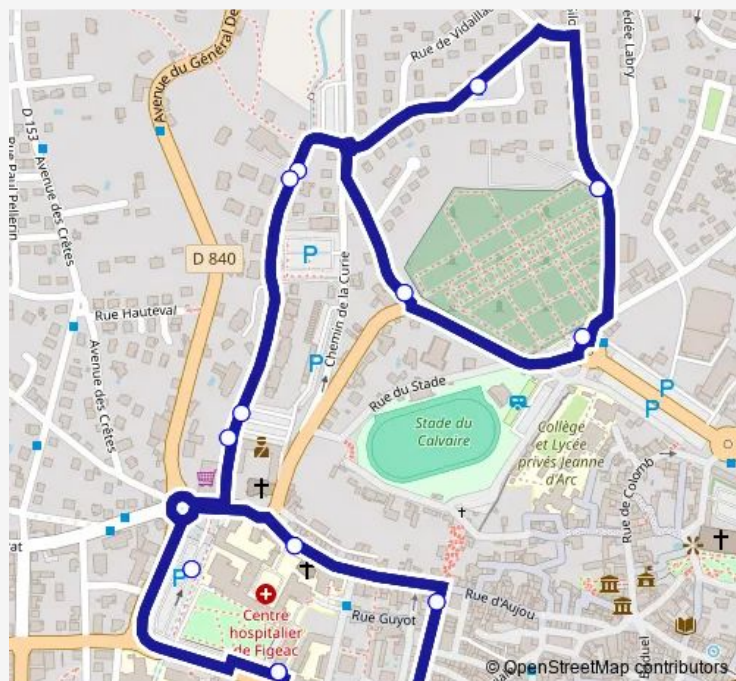 Avenue du Général De
Rue de Vidaillac
édée Labry
D 153
Avenue des Crêtes
Rue Paul Pellerin
D 840
P
Chemin de la Curie
Rue Hauteval
Avenue des Crêtes
P
Rue du Stade
P
P
Stade du
Calvaire
Collège
et Lycée
privés Jeanne
d'Arc
Rue de Colomb
rat
P
Centre
hospitalier
de Figeac
Rue Guyot
Rue d'Aujou
© OpenStreetMap contributors